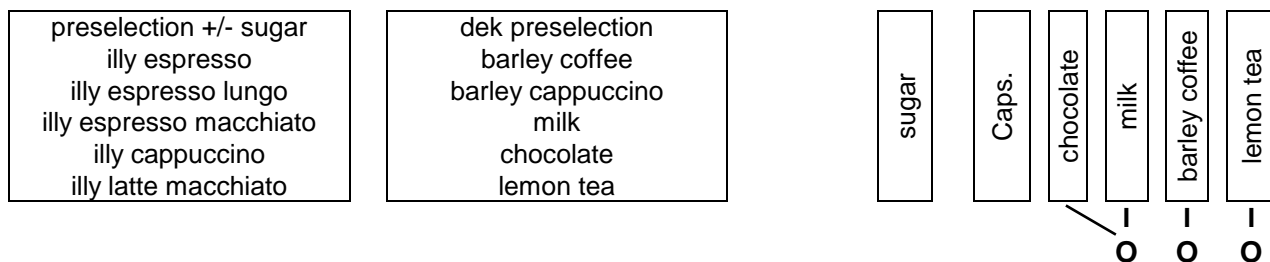 preselection +/- sugar
illy espresso
illy espresso lungo
illy espresso macchiato
illy cappuccino
illy latte macchiato
dek preselection
barley coffee
barley cappuccino
milk
chocolate
lemon tea
sugar
Caps.
chocolate
milk
barley coffee
lemon tea
I I I
O O O